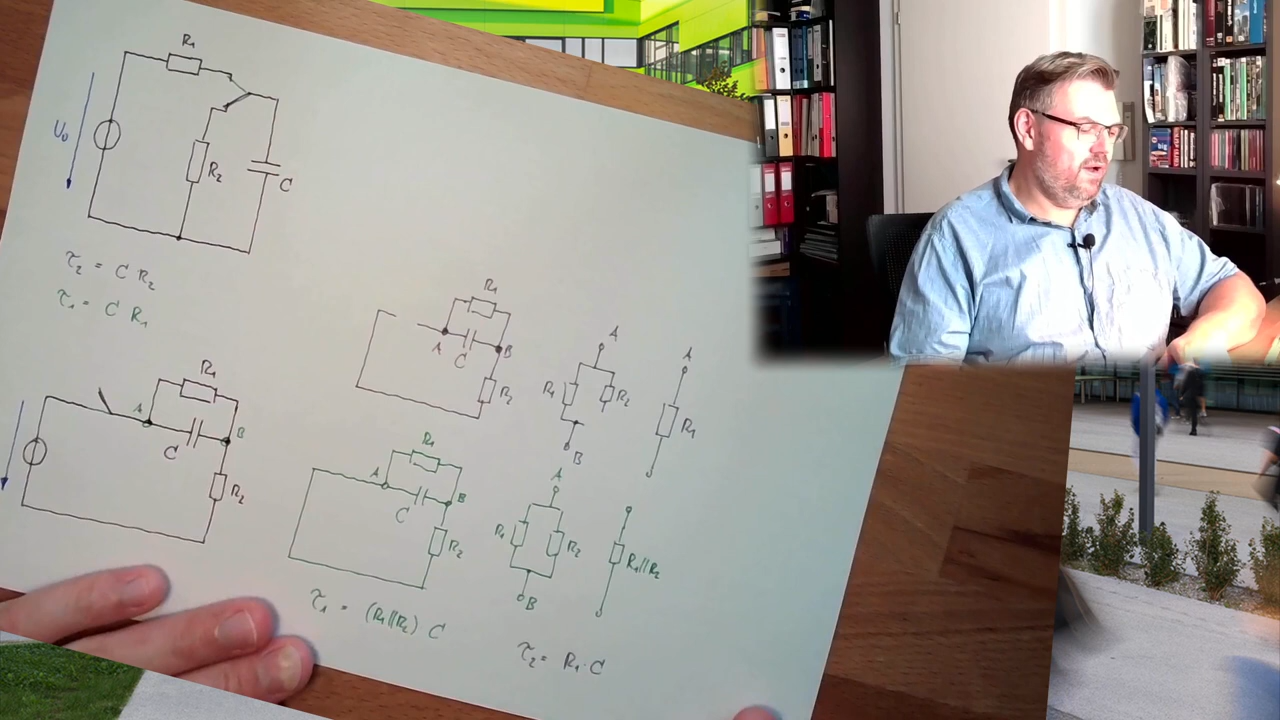 R₁
U₀
R₂
C
τ₂ = C R₂
τ₁ = C R₁
R₁
A
C
B
R₂
R₁
A
C
B
R₂
A
R₁
R₂
B
A
R₁
R₁
A
B
C
R₂
τ₁ = (R₁||R₂) C
A
R₁
R₂
B
R₁||R₂
τ₂ = R₁ · C